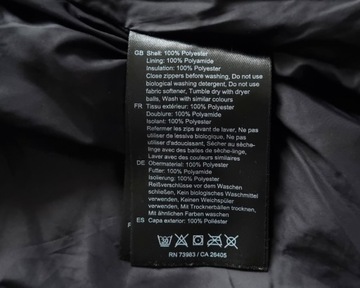 GB Shell: 100% Polyester
Lining: 100% Polyamide
Insulation: 100% Polyester
Close zippers before washing, Do not use
biological washing detergent, Do not use
fabric softener, Tumble dry with dryer
balls, Wash with similar colours
FR Tissu extérieur: 100% Polyester
Doublure: 100% Polyamide
Isolant: 100% Polyester
Refermer les zips avant de laver, Ne pas
utiliser de lessive biologique, Ne pas
utiliser d'adoucissant, Sécher au sèche-
linge avec des balles de sèche-linge,
Laver avec des couleurs similaires
DE Obermaterial: 100% Polyester
Futter: 100% Polyamid
Isolierung: 100% Polyester
Reißverschlüsse vor dem Waschen
schließen, Kein biologisches Waschmittel
verwenden, Keinen Weichspüler
verwenden, Mit Trocknerbällen trocknen,
Mit ähnlichen Farben waschen
ES Capa exterior: 100% Poliéster
30
RN 73983 / CA 26405